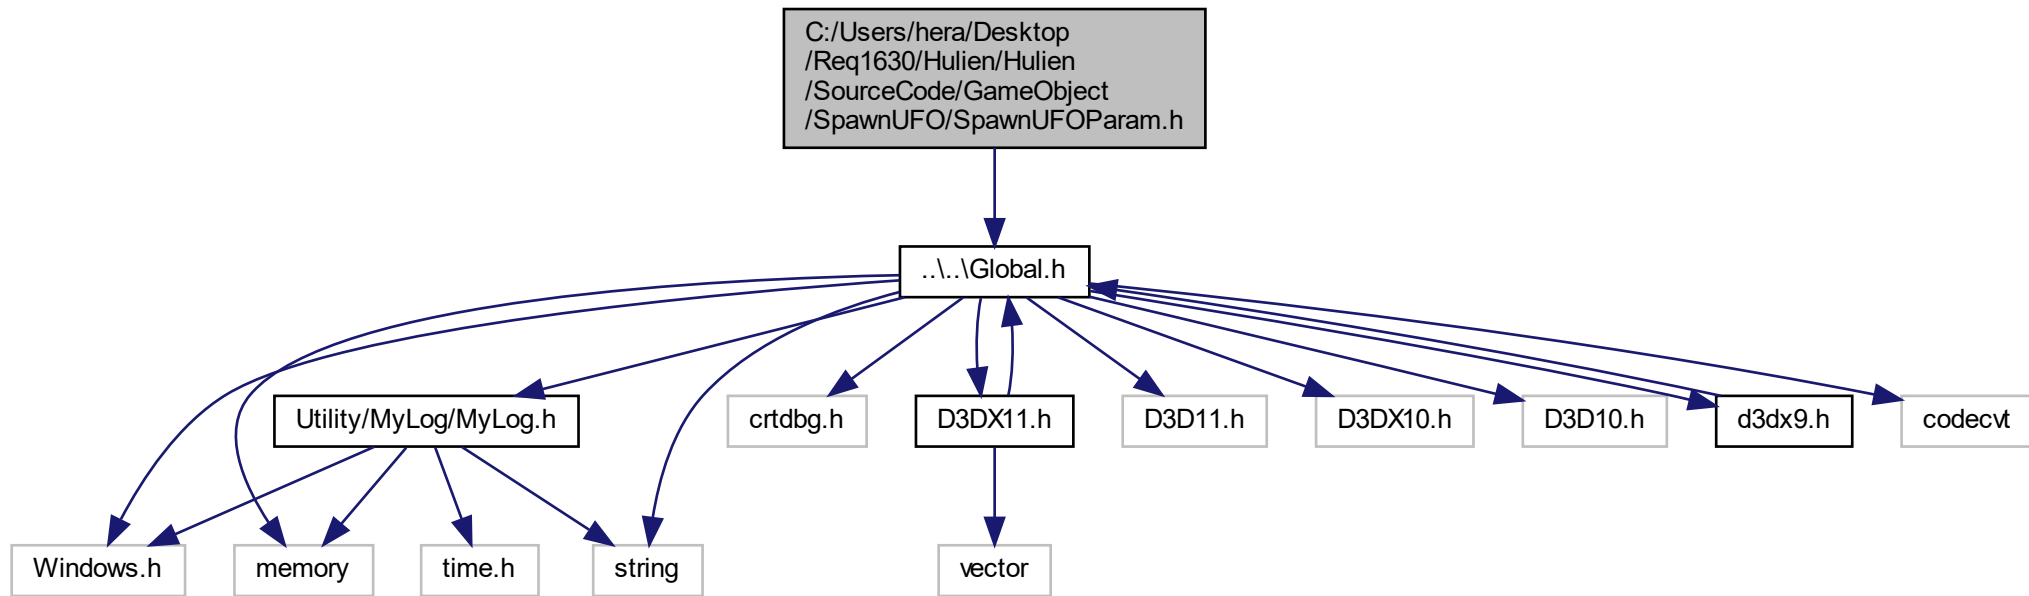 C:/Users/hera/Desktop
/Req1630/Hulien/Hulien
/SourceCode/GameObject
/SpawnUFO/SpawnUFOParam.h
..\..\Global.h
Utility/MyLog/MyLog.h
crtdbg.h
D3DX11.h
D3D11.h
D3DX10.h
D3D10.h
d3dx9.h
codecvt
Windows.h
memory
time.h
string
vector